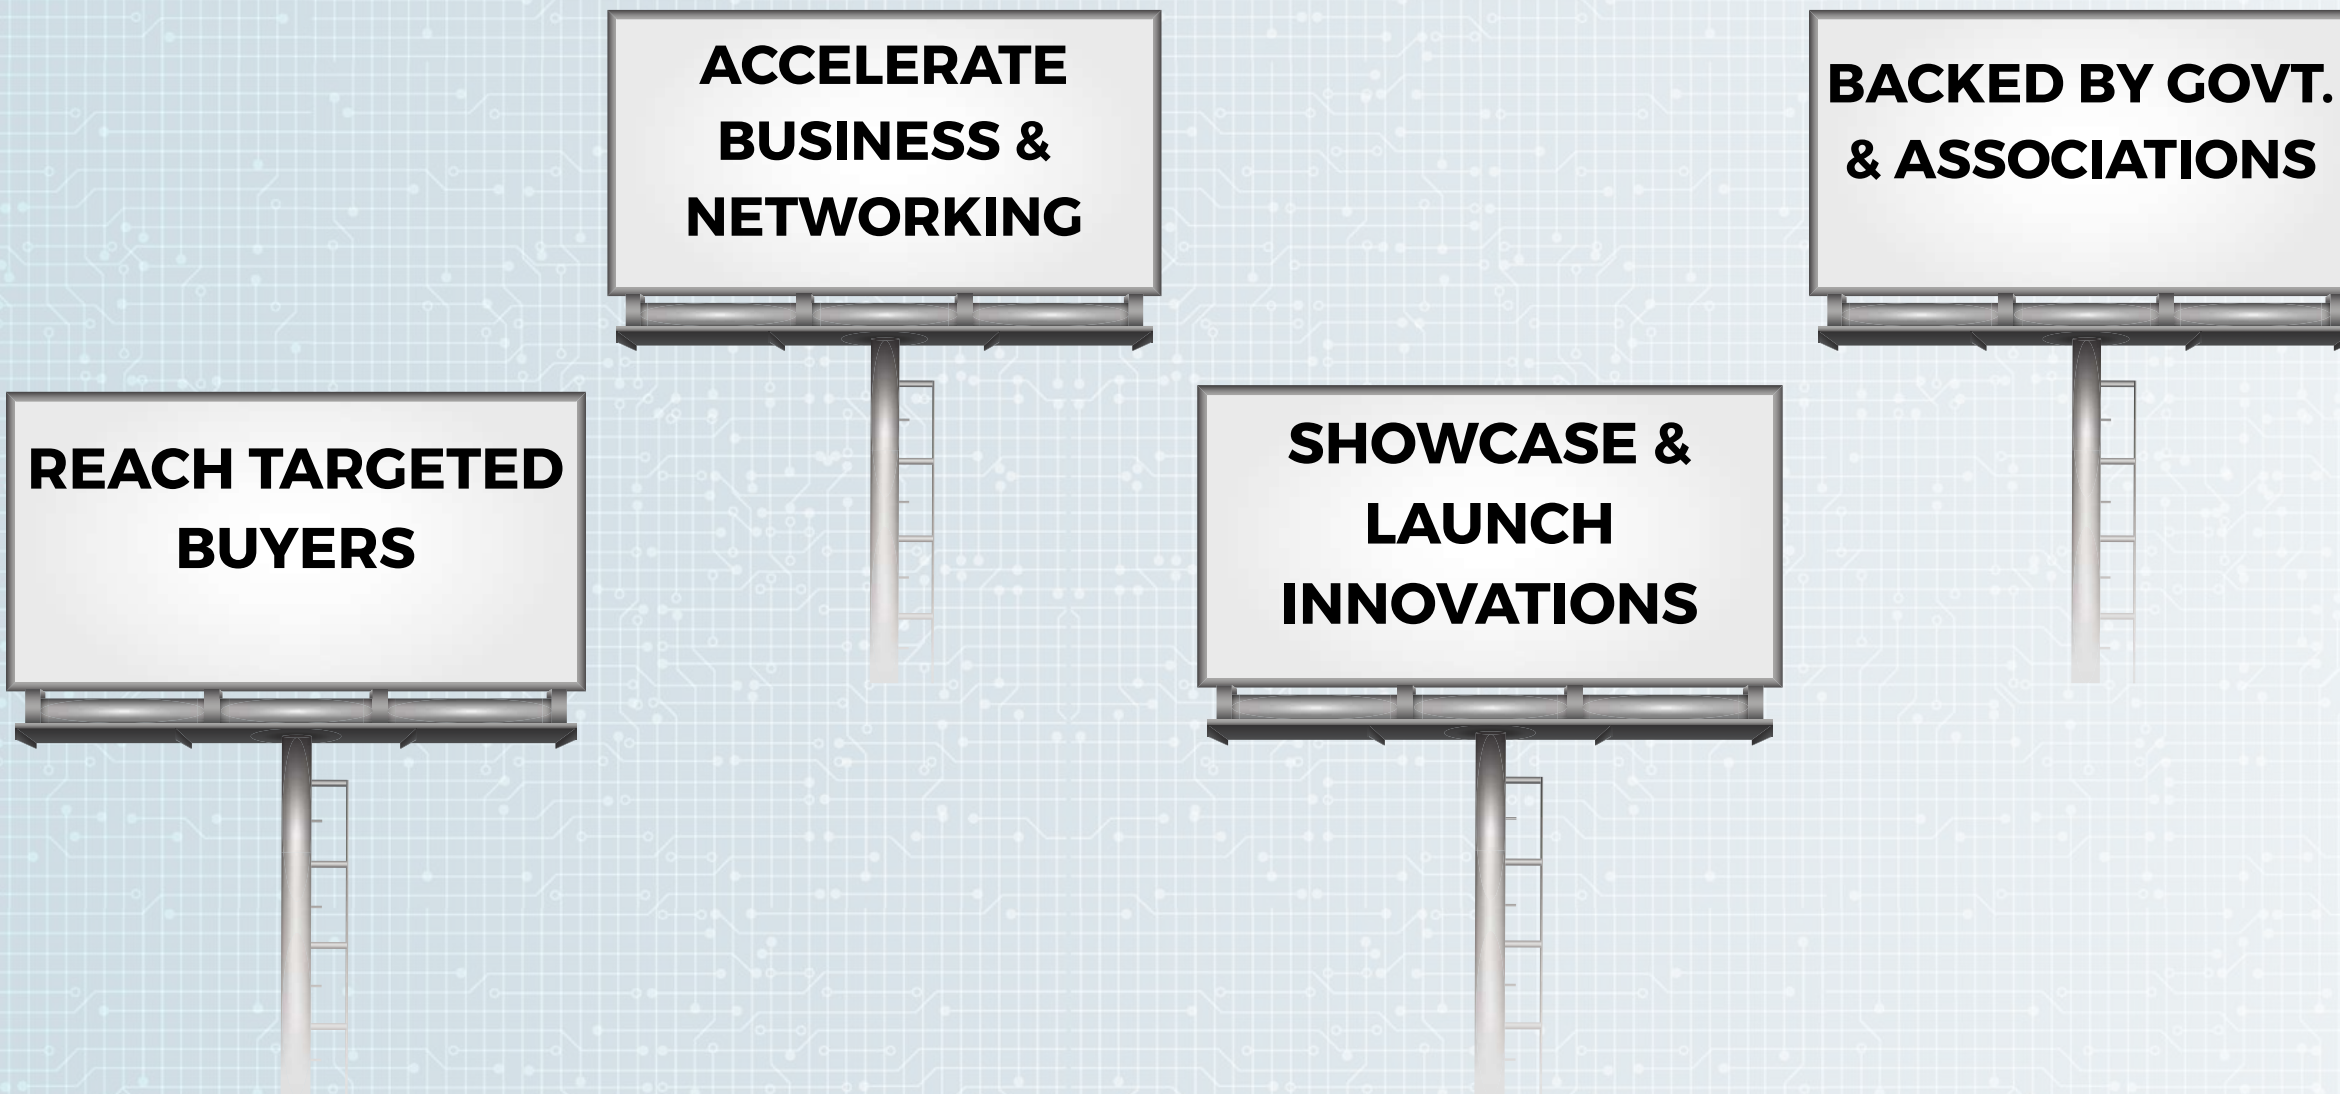 REACH TARGETED
BUYERS
ACCELERATE
BUSINESS &
NETWORKING
SHOWCASE &
LAUNCH
INNOVATIONS
BACKED BY GOVT.
& ASSOCIATIONS